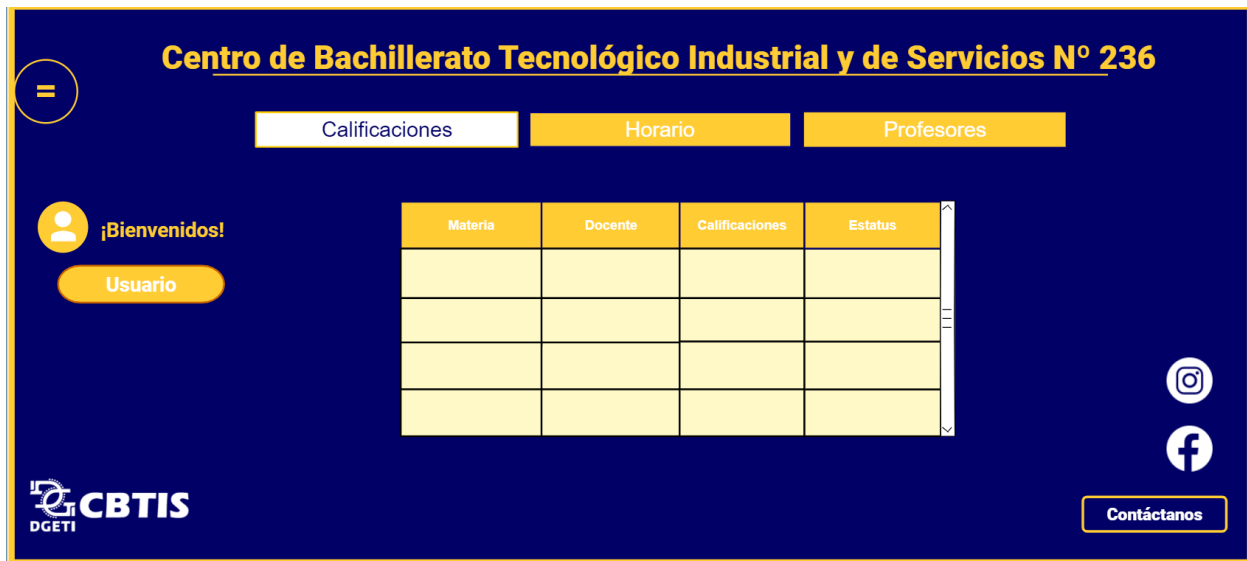 Centro de Bachillerato Tecnológico Industrial y de Servicios Nº 236
=
Calificaciones Horario Profesores
¡Bienvenidos!
Usuario
Materia Docente Calificaciones Estatus
DGETI CBTIS
Contáctanos